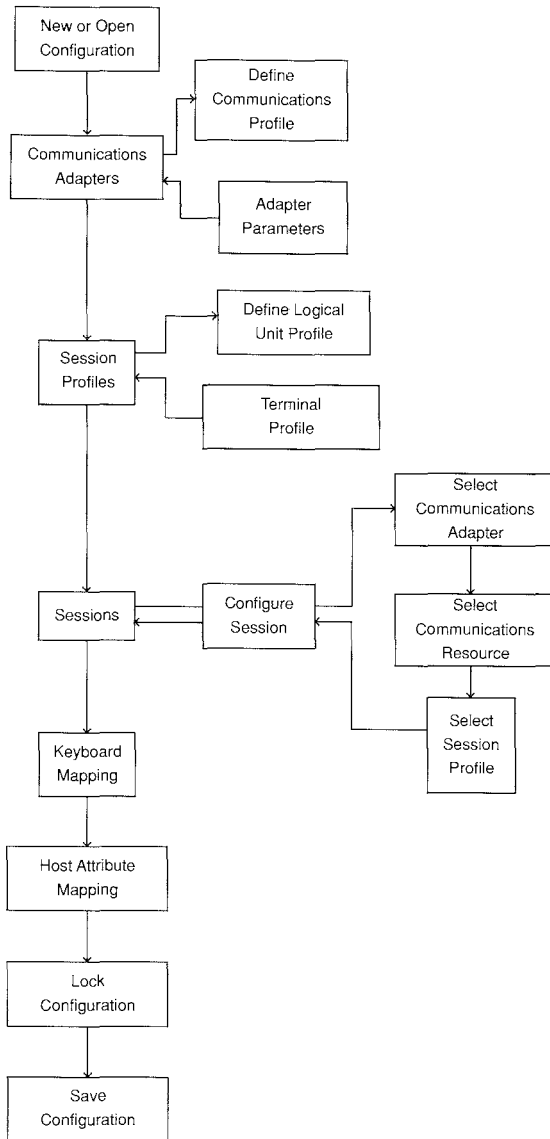 New or Open
Configuration
Define
Communications
Profile
Communications
Adapters
Adapter
Parameters
Define Logical
Unit Profile
Session
Profiles
Terminal
Profile
Select
Communications
Adapter
Sessions
Configure
Session
Select
Communications
Resource
Select
Session
Profile
Keyboard
Mapping
Host Attribute
Mapping
Lock
Configuration
Save
Configuration